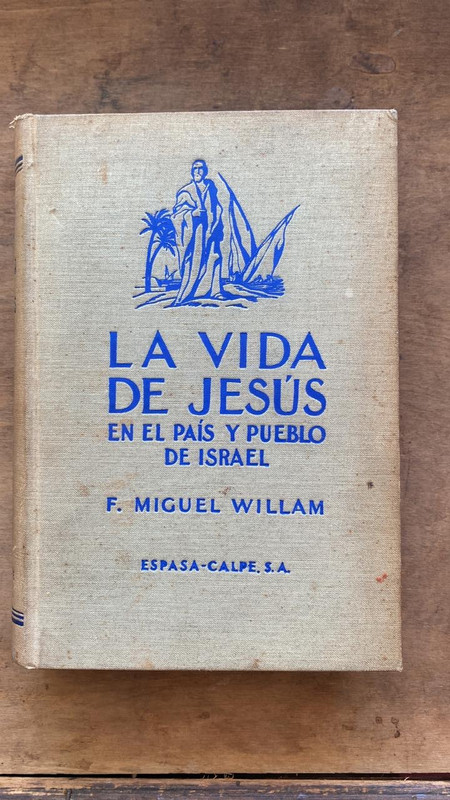 LA VIDA
DE JESÚS
EN EL PAÍS Y PUEBLO
DE ISRAEL
F. MIGUEL WILLAM
ESPASA-CALPE, S.A.